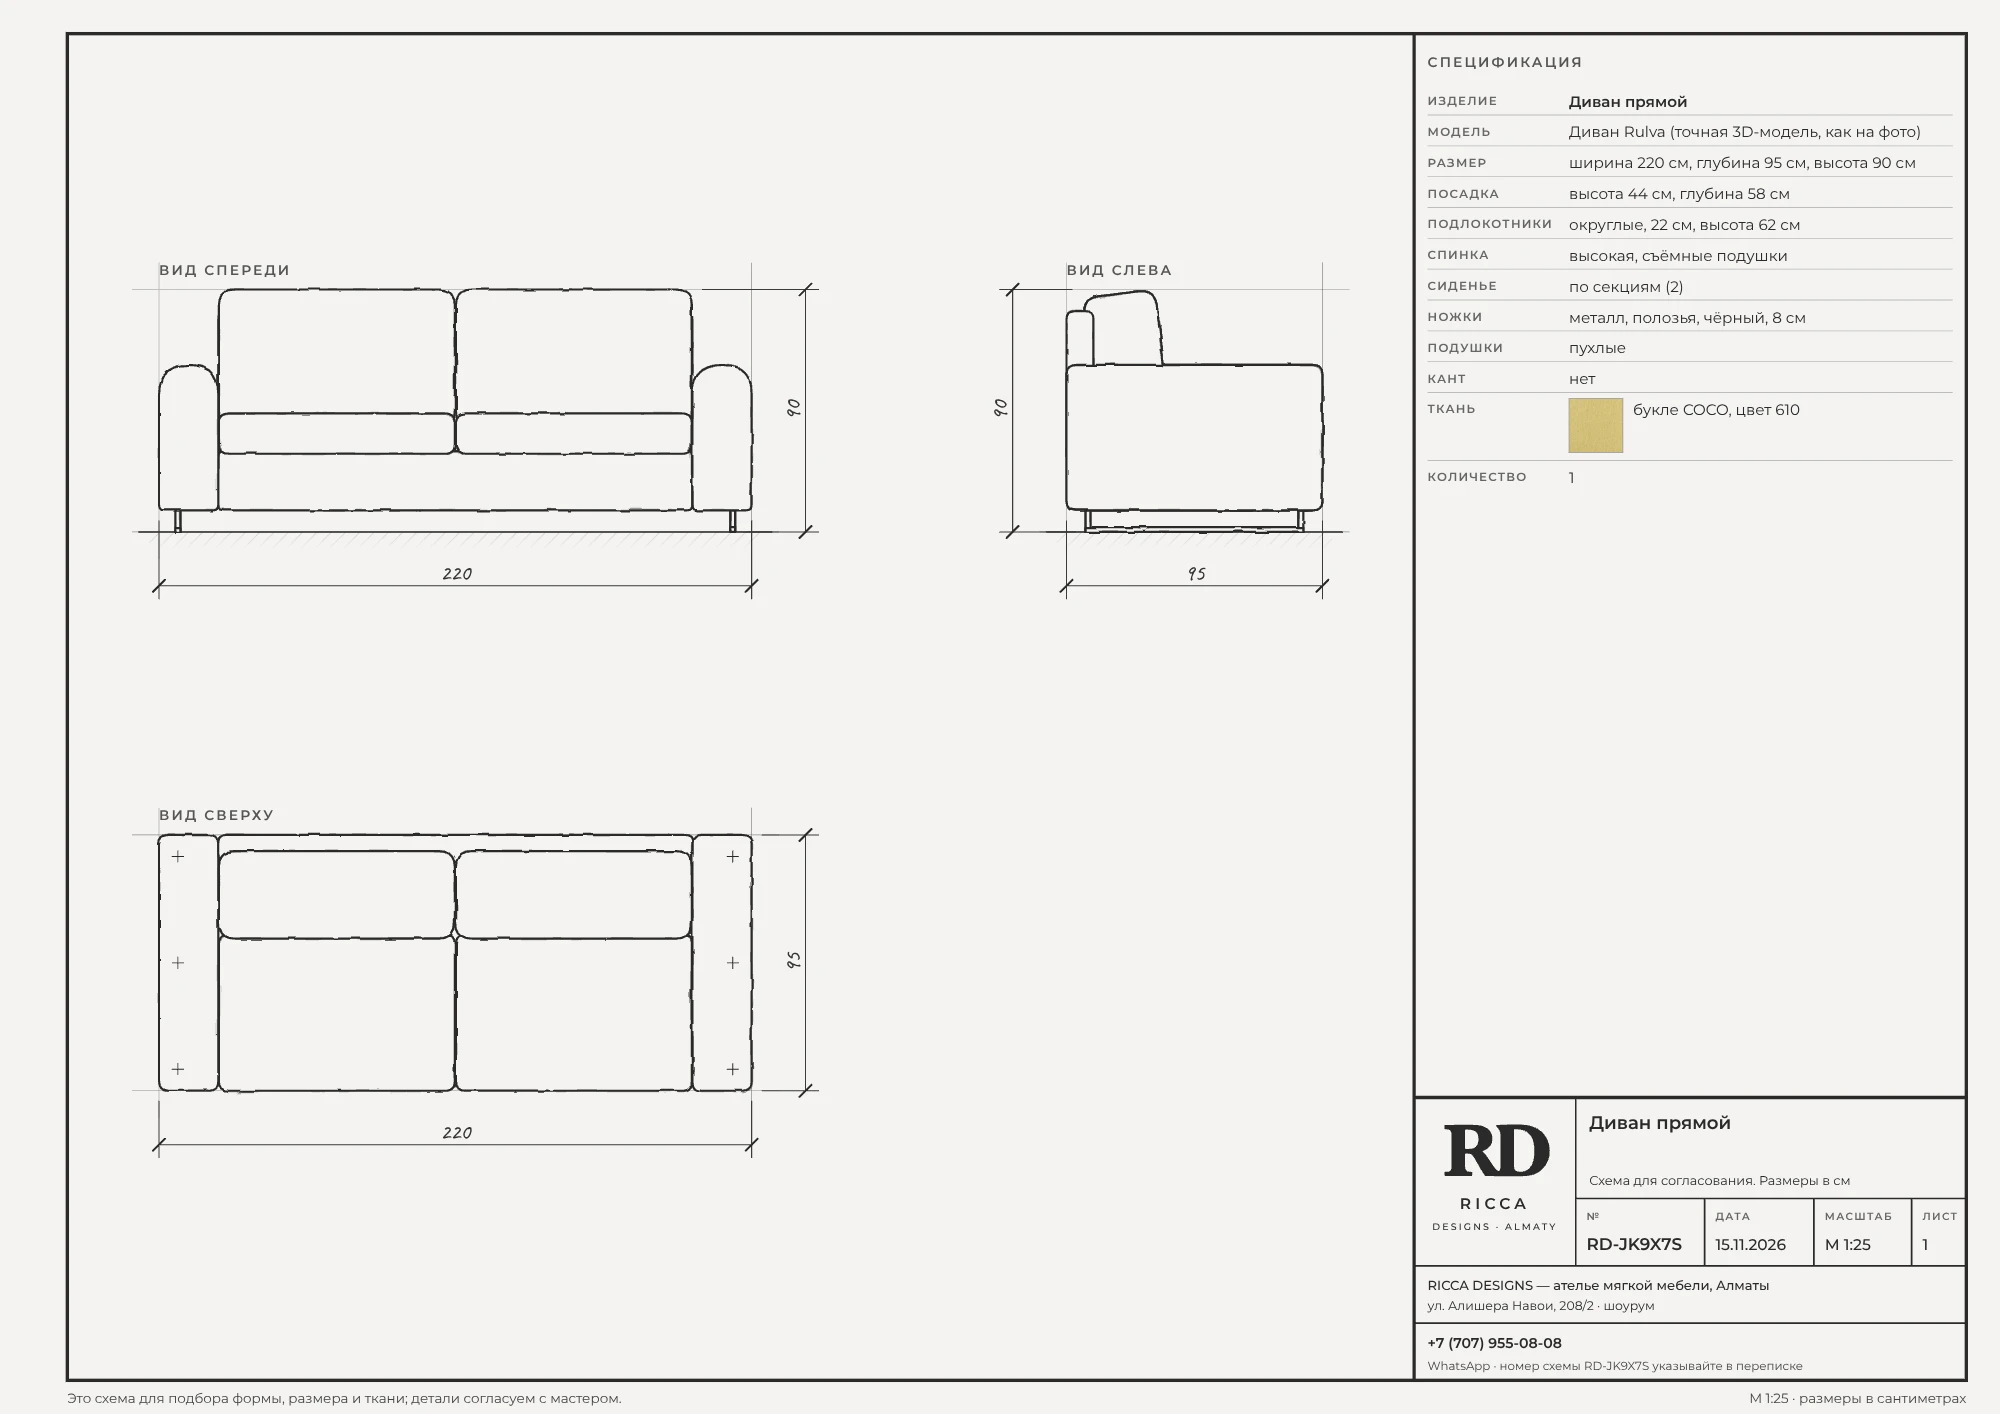 ВИД СПЕРЕДИ
90
220
ВИД СЛЕВА
90
95
ВИД СВЕРХУ
95
220
СПЕЦИФИКАЦИЯ
ИЗДЕЛИЕ Диван прямой
МОДЕЛЬ Диван Rulva (точная 3D-модель, как на фото)
РАЗМЕР ширина 220 см, глубина 95 см, высота 90 см
ПОСАДКА высота 44 см, глубина 58 см
ПОДЛОКОТНИКИ округлые, 22 см, высота 62 см
СПИНКА высокая, съёмные подушки
СИДЕНЬЕ по секциям (2)
НОЖКИ металл, полозья, чёрный, 8 см
ПОДУШКИ пухлые
КАНТ нет
ТКАНЬ букле COCO, цвет 610
КОЛИЧЕСТВО 1
RD
RICCA
DESIGNS · ALMATY
Диван прямой
Схема для согласования. Размеры в см
№ ДАТА МАСШТАБ ЛИСТ
RD-JK9X7S 15.11.2026 М 1:25 1
RICCA DESIGNS — ателье мягкой мебели, Алматы
ул. Алишера Навои, 208/2 · шоурум
+7 (707) 955-08-08
WhatsApp · номер схемы RD-JK9X7S указывайте в переписке
Это схема для подбора формы, размера и ткани; детали согласуем с мастером.
М 1:25 · размеры в сантиметрах